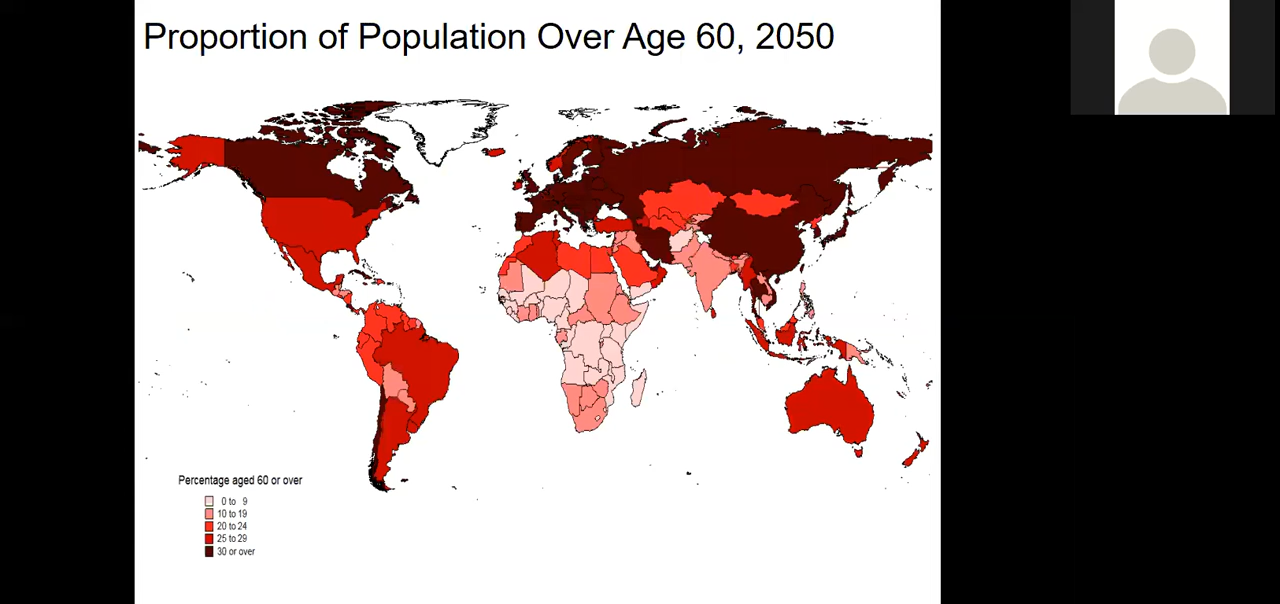 Proportion of Population Over Age 60, 2050
Percentage aged 60 or over
0 to 9
10 to 19
20 to 24
25 to 29
30 or over